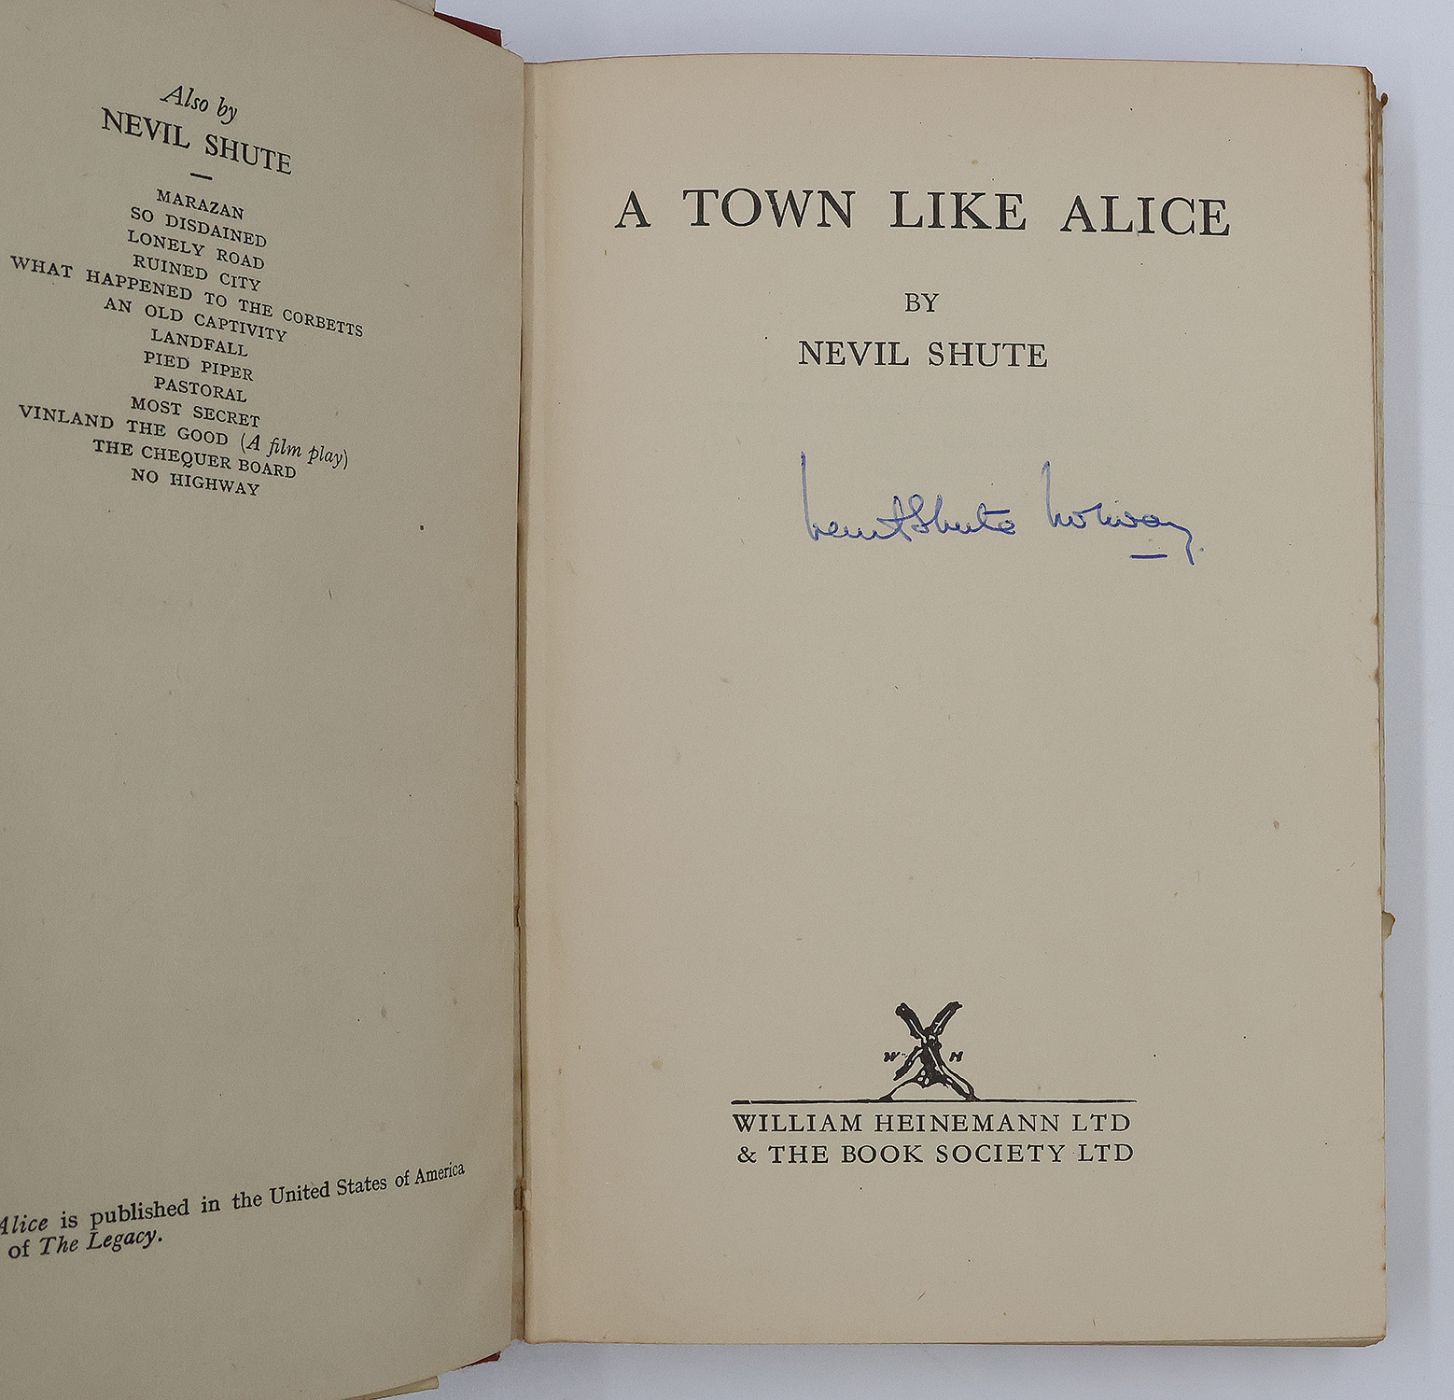 Also by
NEVIL SHUTE
MARAZAN
SO DISDAINED
LONELY ROAD
RUINED CITY
WHAT HAPPENED TO THE CORBETTS
AN OLD CAPTIVITY
LANDFALL
PIED PIPER
PASTORAL
MOST SECRET
VINLAND THE GOOD (A film play)
THE CHEQUER BOARD
NO HIGHWAY
Alice is published in the United States of America
of The Legacy.
A TOWN LIKE ALICE
BY
NEVIL SHUTE
Nevil Shute Norway
W H
WILLIAM HEINEMANN LTD
& THE BOOK SOCIETY LTD